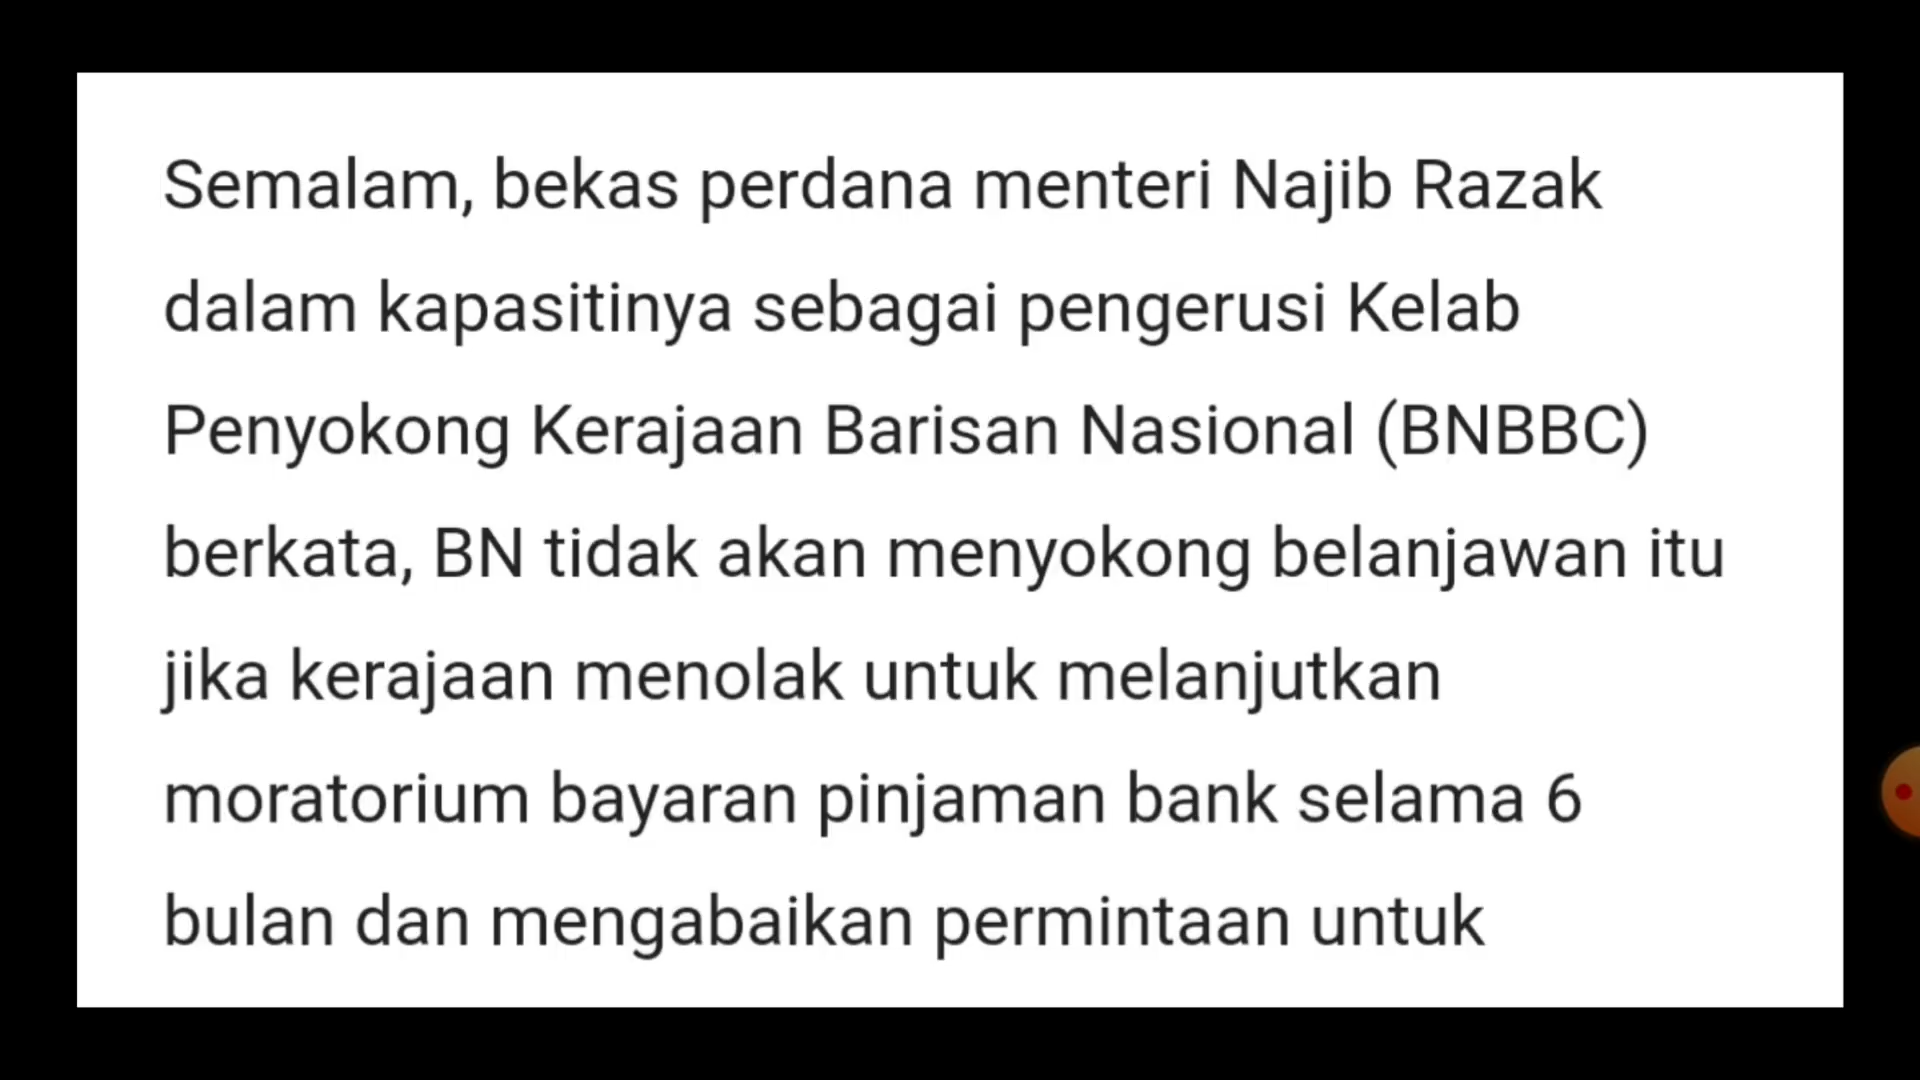 Semalam, bekas perdana menteri Najib Razak
dalam kapasitinya sebagai pengerusi Kelab
Penyokong Kerajaan Barisan Nasional (BNBBC)
berkata, BN tidak akan menyokong belanjawan itu
jika kerajaan menolak untuk melanjutkan
moratorium bayaran pinjaman bank selama 6
bulan dan mengabaikan permintaan untuk